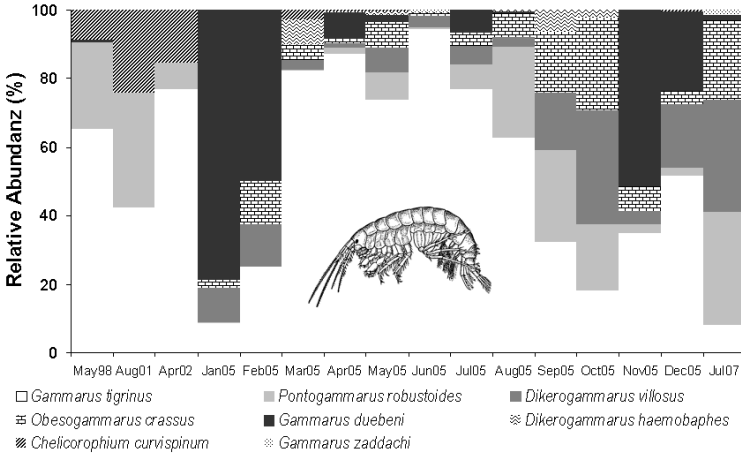 Relative Abundanz (%)
100
80
60
40
20
0
May98 Aug01 Apr02 Jan05 Feb05 Mar05 Apr05 May05 Jun05 Jul05 Aug05 Sep05 Oct05 Nov05 Dec05 Jul07
Gammarus tigrinus Pontogammarus robustoides Dikerogammarus villosus
Obesogammarus crassus Gammarus duebeni Dikerogammarus haemobaphes
Chelicorophium curvispinum Gammarus zaddachi